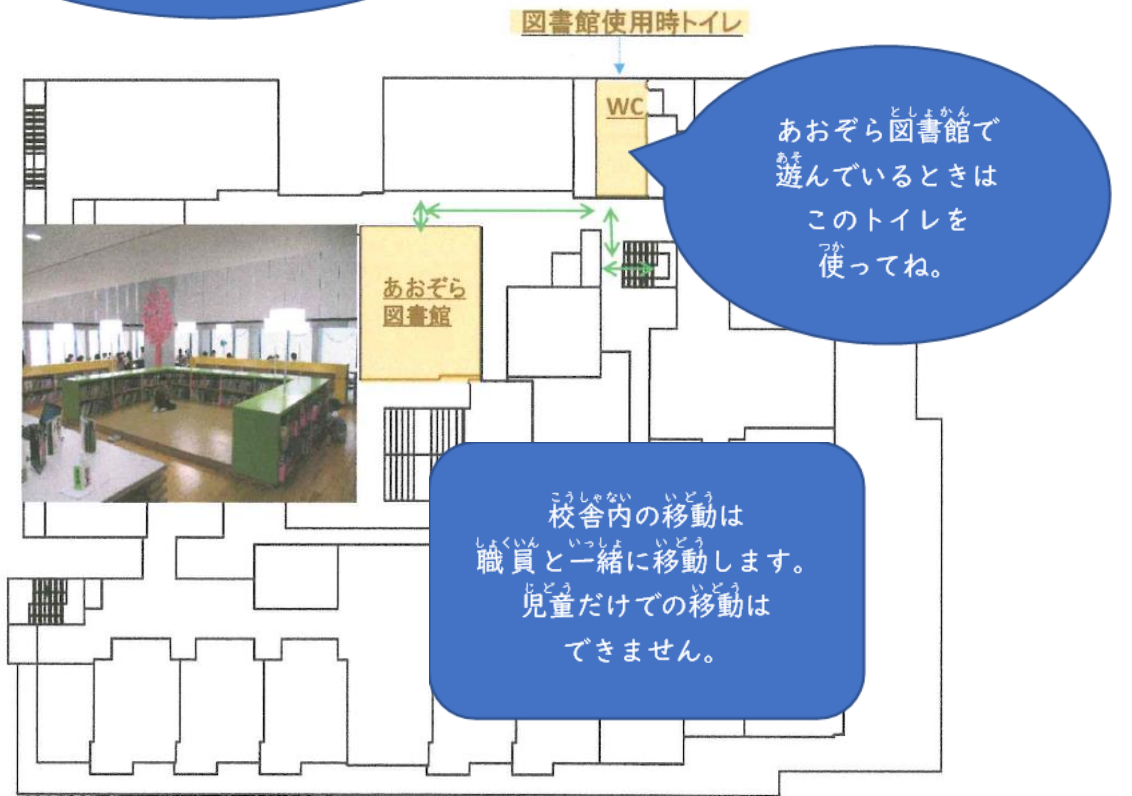 図書館使用時トイレ
WC
あおぞら図書館で
遊んでいるときは
このトイレを
使ってね。
あおぞら
図書館
校舎内の移動は
職員と一緒に移動します。
児童だけでの移動は
できません。